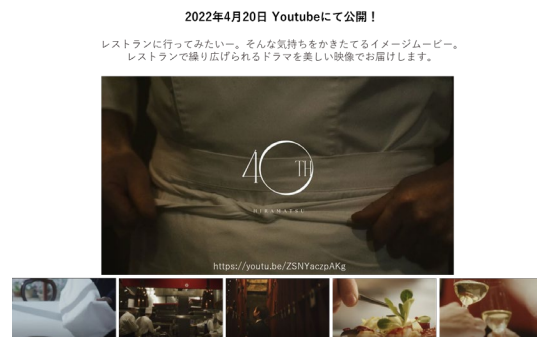 2022年4月20日 Youtubeにて公開！
レストランに行ってみたいー。そんな気持ちをかきたてるイメージムービー。
レストランで繰り広げられるドラマを美しい映像でお届けします。
40TH
HIRAMATSU
https://youtu.be/ZSNYaczpAKg